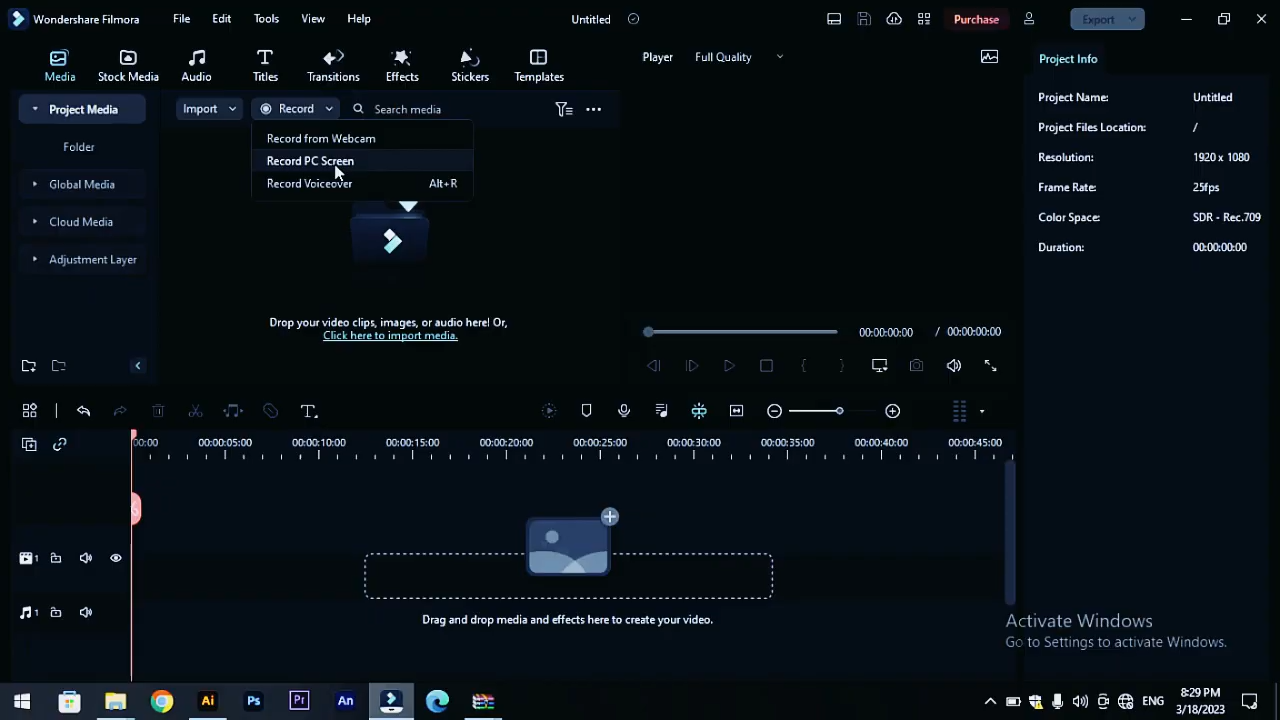 Wondershare Filmora
File
Edit
Tools
View
Help
Untitled
Purchase
Export
Media
Stock Media
Audio
Titles
Transitions
Effects
Stickers
Templates
Player
Full Quality
Project Info
Project Media
Import
Record
Search media
Folder
Global Media
Cloud Media
Adjustment Layer
Record from Webcam
Record PC Screen
Record Voiceover Alt+R
Drop your video clips, images, or audio here! Or,
Click here to import media.
Project Name: Untitled
Project Files Location: /
Resolution: 1920 x 1080
Frame Rate: 25fps
Color Space: SDR - Rec.709
Duration: 00:00:00:00
00:00:00:00 / 00:00:00:00
00:00 00:00:05:00 00:00:10:00 00:00:15:00 00:00:20:00 00:00:25:00 00:00:30:00 00:00:35:00 00:00:40:00 00:00:45:00
1
1
Drag and drop media and effects here to create your video.
Activate Windows
Go to Settings to activate Windows.
Ai
Ps
Pr
An
ENG
8:29 PM
3/18/2023